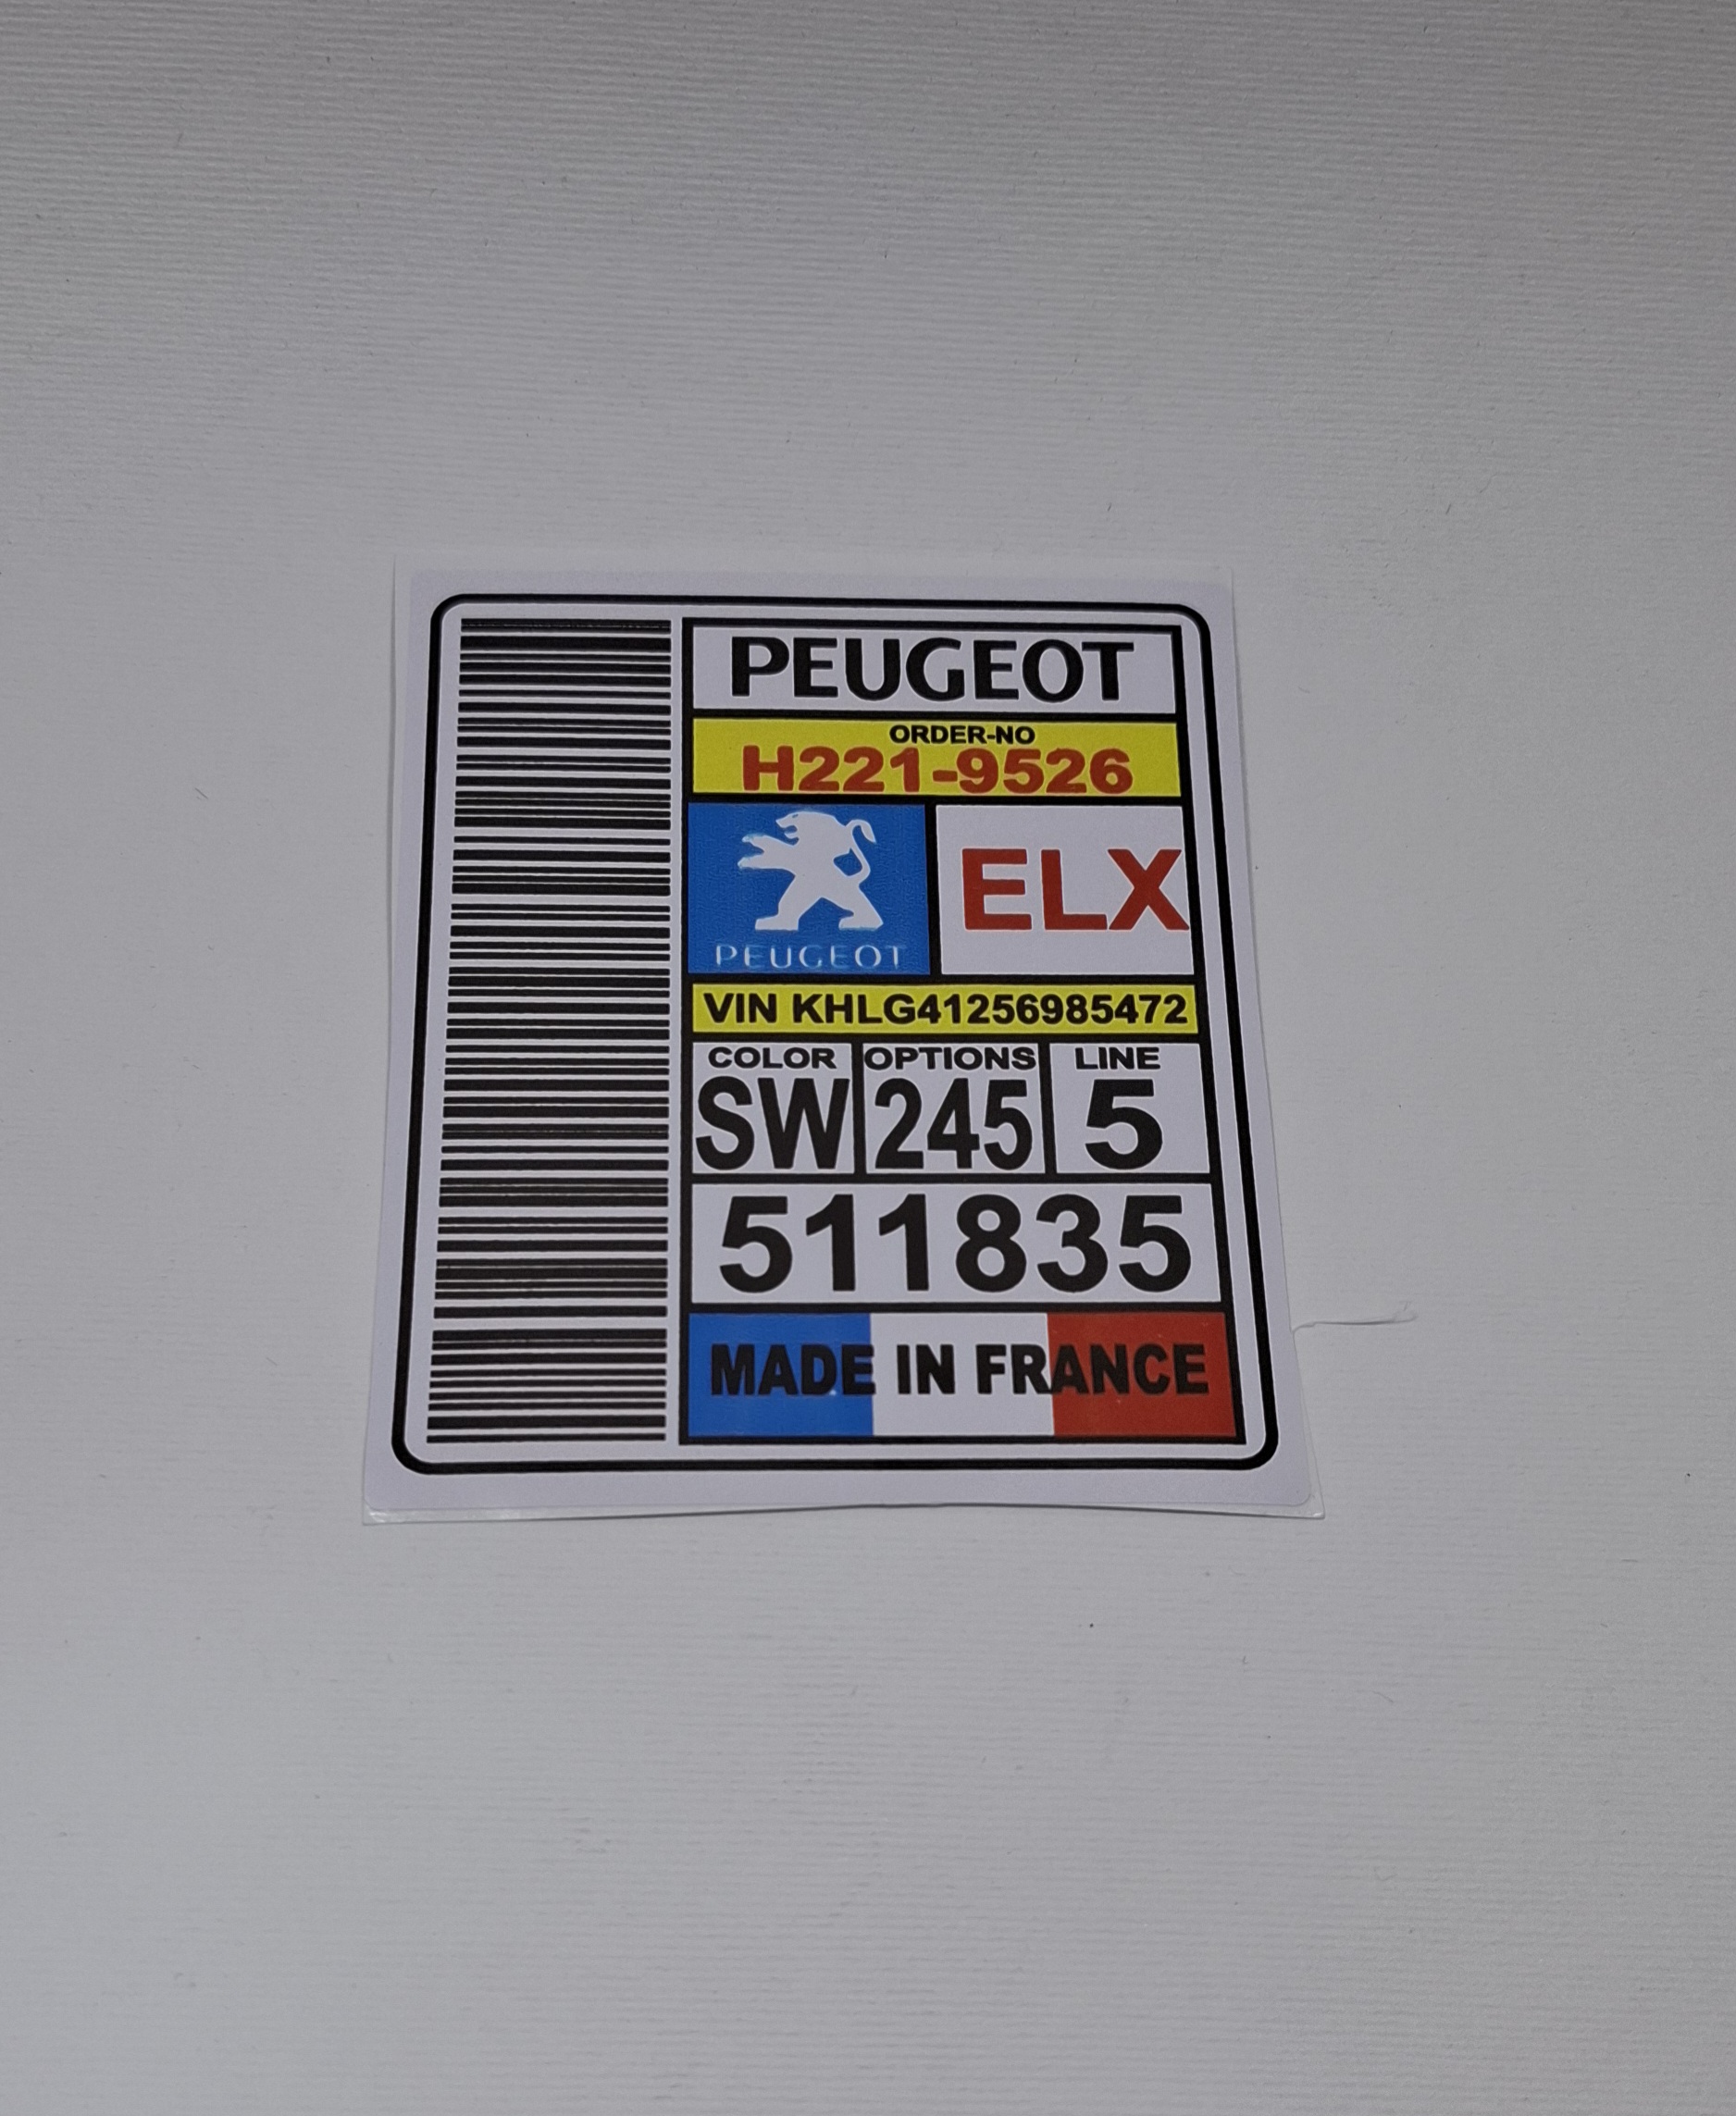 PEUGEOT
ORDER-NO
H221-9526
PEUGEOT
ELX
VIN KHLG41256985472
COLOR OPTIONS LINE
SW 245 5
511835
MADE IN FRANCE